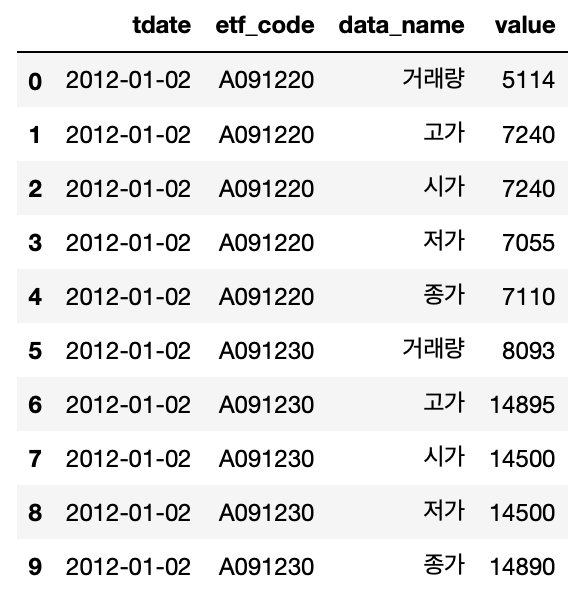 tdate etf_code data_name value
0 2012-01-02 A091220 거래량 5114
1 2012-01-02 A091220 고가 7240
2 2012-01-02 A091220 시가 7240
3 2012-01-02 A091220 저가 7055
4 2012-01-02 A091220 종가 7110
5 2012-01-02 A091230 거래량 8093
6 2012-01-02 A091230 고가 14895
7 2012-01-02 A091230 시가 14500
8 2012-01-02 A091230 저가 14500
9 2012-01-02 A091230 종가 14890